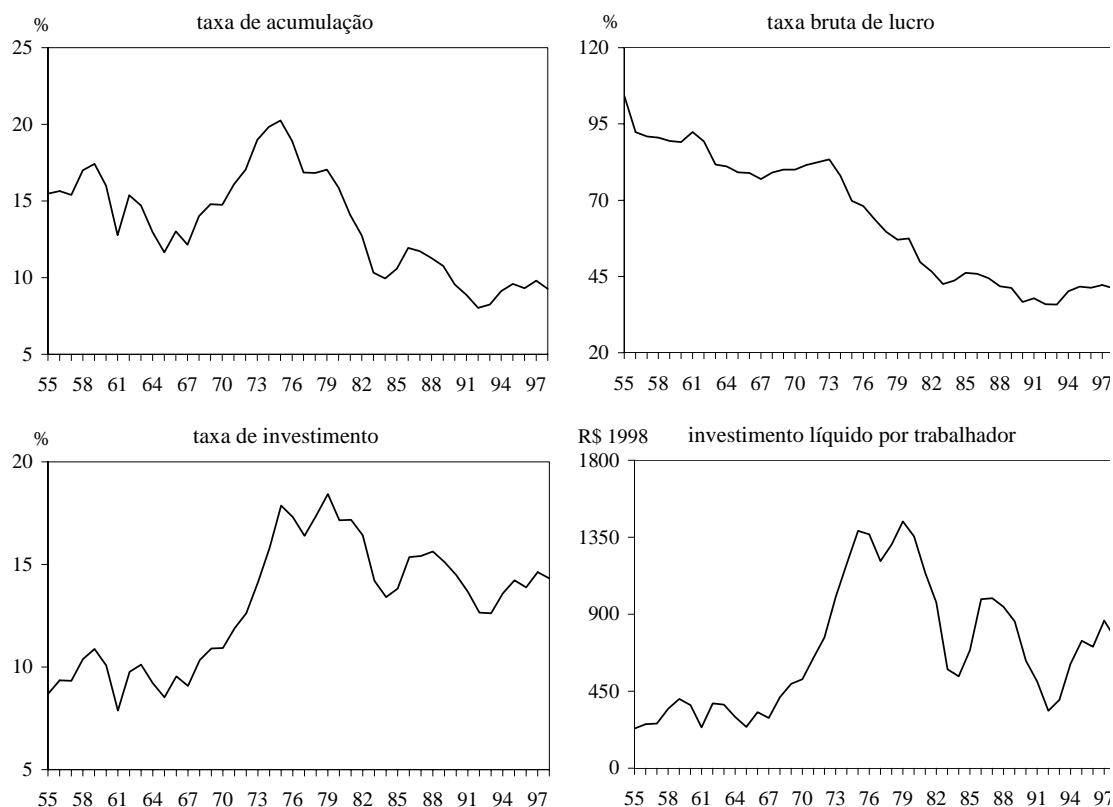 % taxa de acumulação
25
20
15
10
5
55 58 61 64 67 70 73 76 79 82 85 88 91 94 97
% taxa bruta de lucro
120
95
70
45
20
55 58 61 64 67 70 73 76 79 82 85 88 91 94 97
% taxa de investimento
20
15
10
5
55 58 61 64 67 70 73 76 79 82 85 88 91 94 97
R$ 1998 investimento líquido por trabalhador
1800
1350
900
450
0
55 58 61 64 67 70 73 76 79 82 85 88 91 94 97